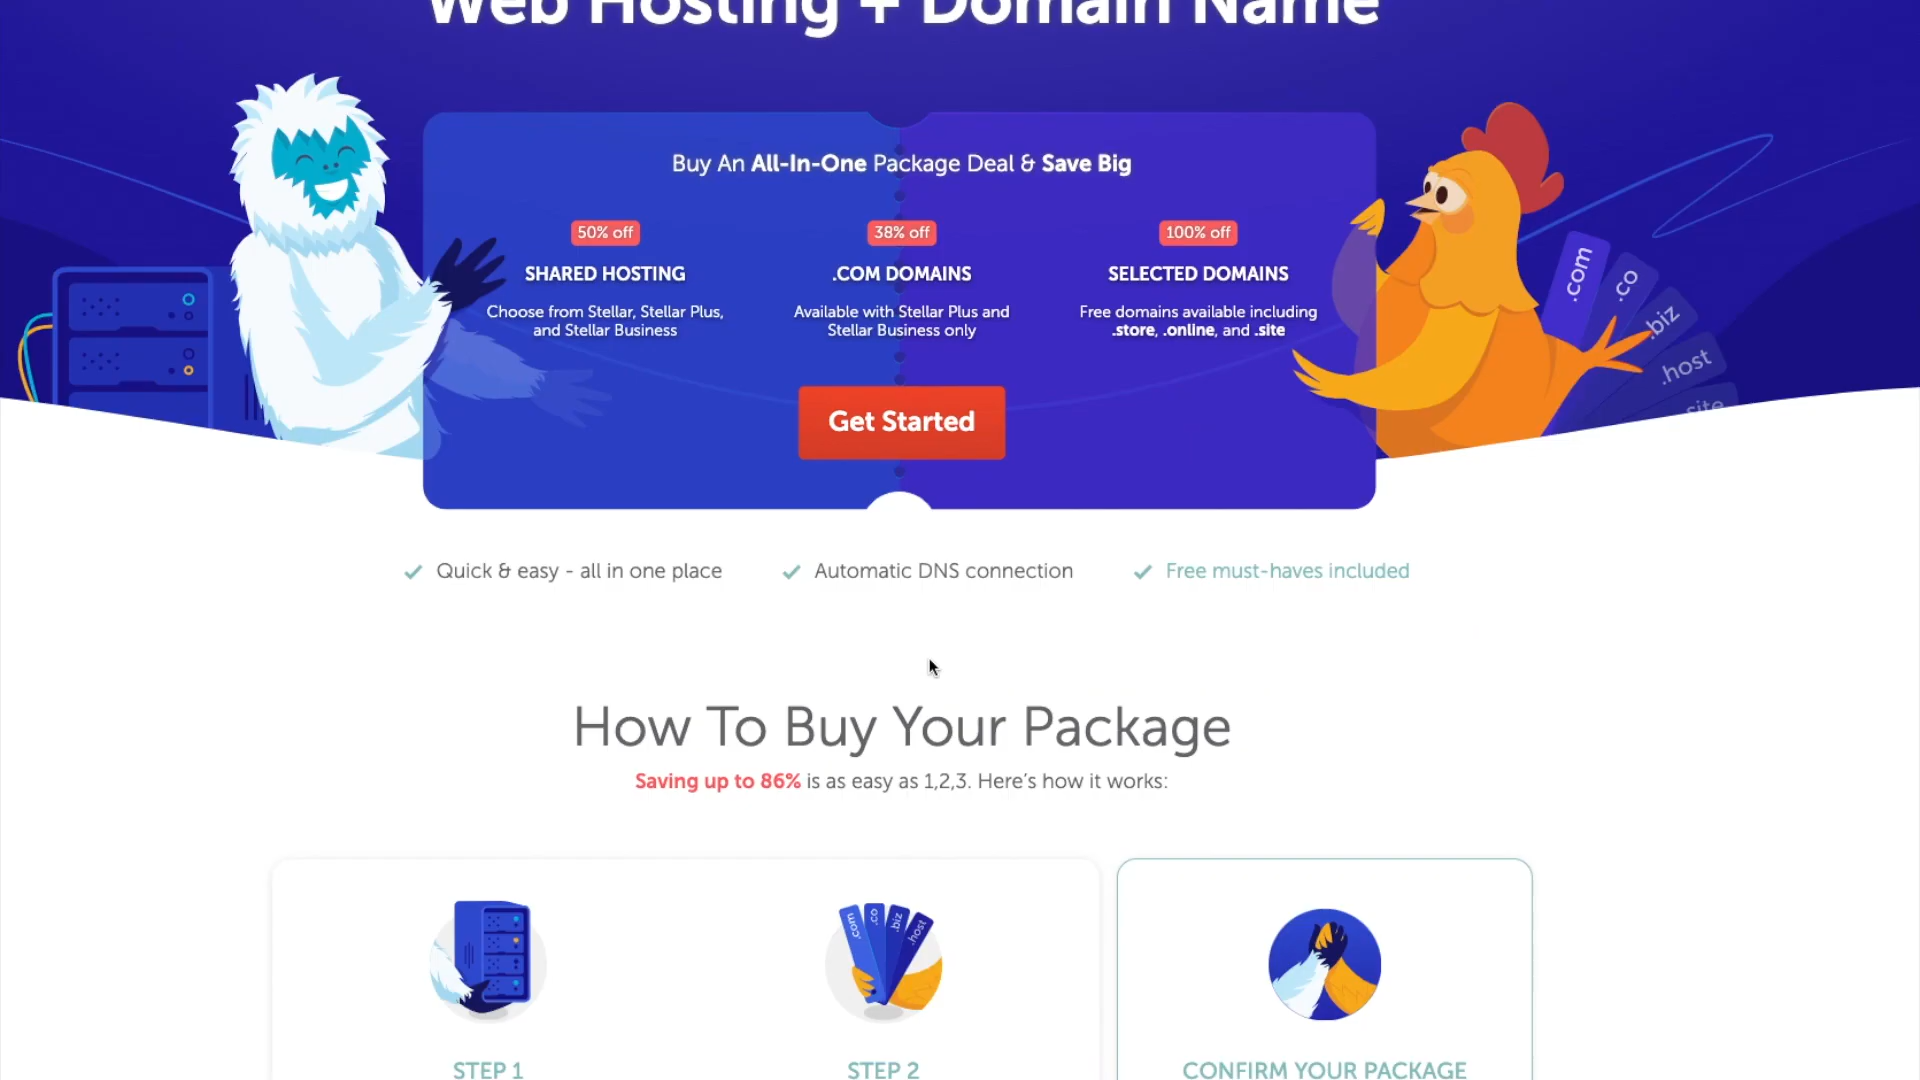 Web Hosting + Domain Name
Buy An All-In-One Package Deal & Save Big
50% off
SHARED HOSTING
Choose from Stellar, Stellar Plus,
and Stellar Business
38% off
.COM DOMAINS
Available with Stellar Plus and
Stellar Business only
100% off
SELECTED DOMAINS
Free domains available including
.store, .online, and .site
Get Started
.com
.co
.biz
.host
.site
Quick & easy - all in one place
Automatic DNS connection
Free must-haves included
How To Buy Your Package
Saving up to 86% is as easy as 1,2,3. Here's how it works:
.com
.co
.biz
.host
STEP 1
STEP 2
CONFIRM YOUR PACKAGE